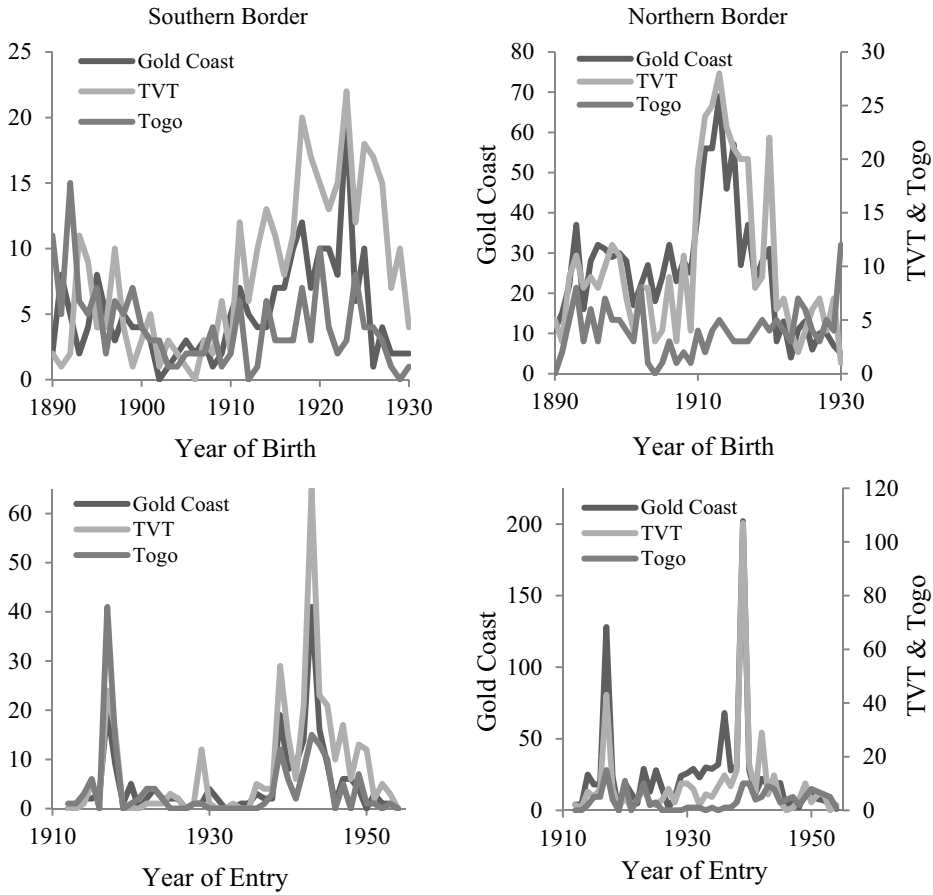 Southern Border
25
20
15
10
5
0
Gold Coast
TVT
Togo
1890 1900 1910 1920 1930
Year of Birth
Northern Border
Gold Coast
80
70
60
50
40
30
20
10
0
Gold Coast
TVT
Togo
30
25
20
15
10
5
0
TVT & Togo
1890 1910 1930
Year of Birth
60
50
40
30
20
10
0
Gold Coast
TVT
Togo
1910 1930 1950
Year of Entry
Gold Coast
200
150
100
50
0
Gold Coast
TVT
Togo
120
100
80
60
40
20
0
TVT & Togo
1910 1930 1950
Year of Entry